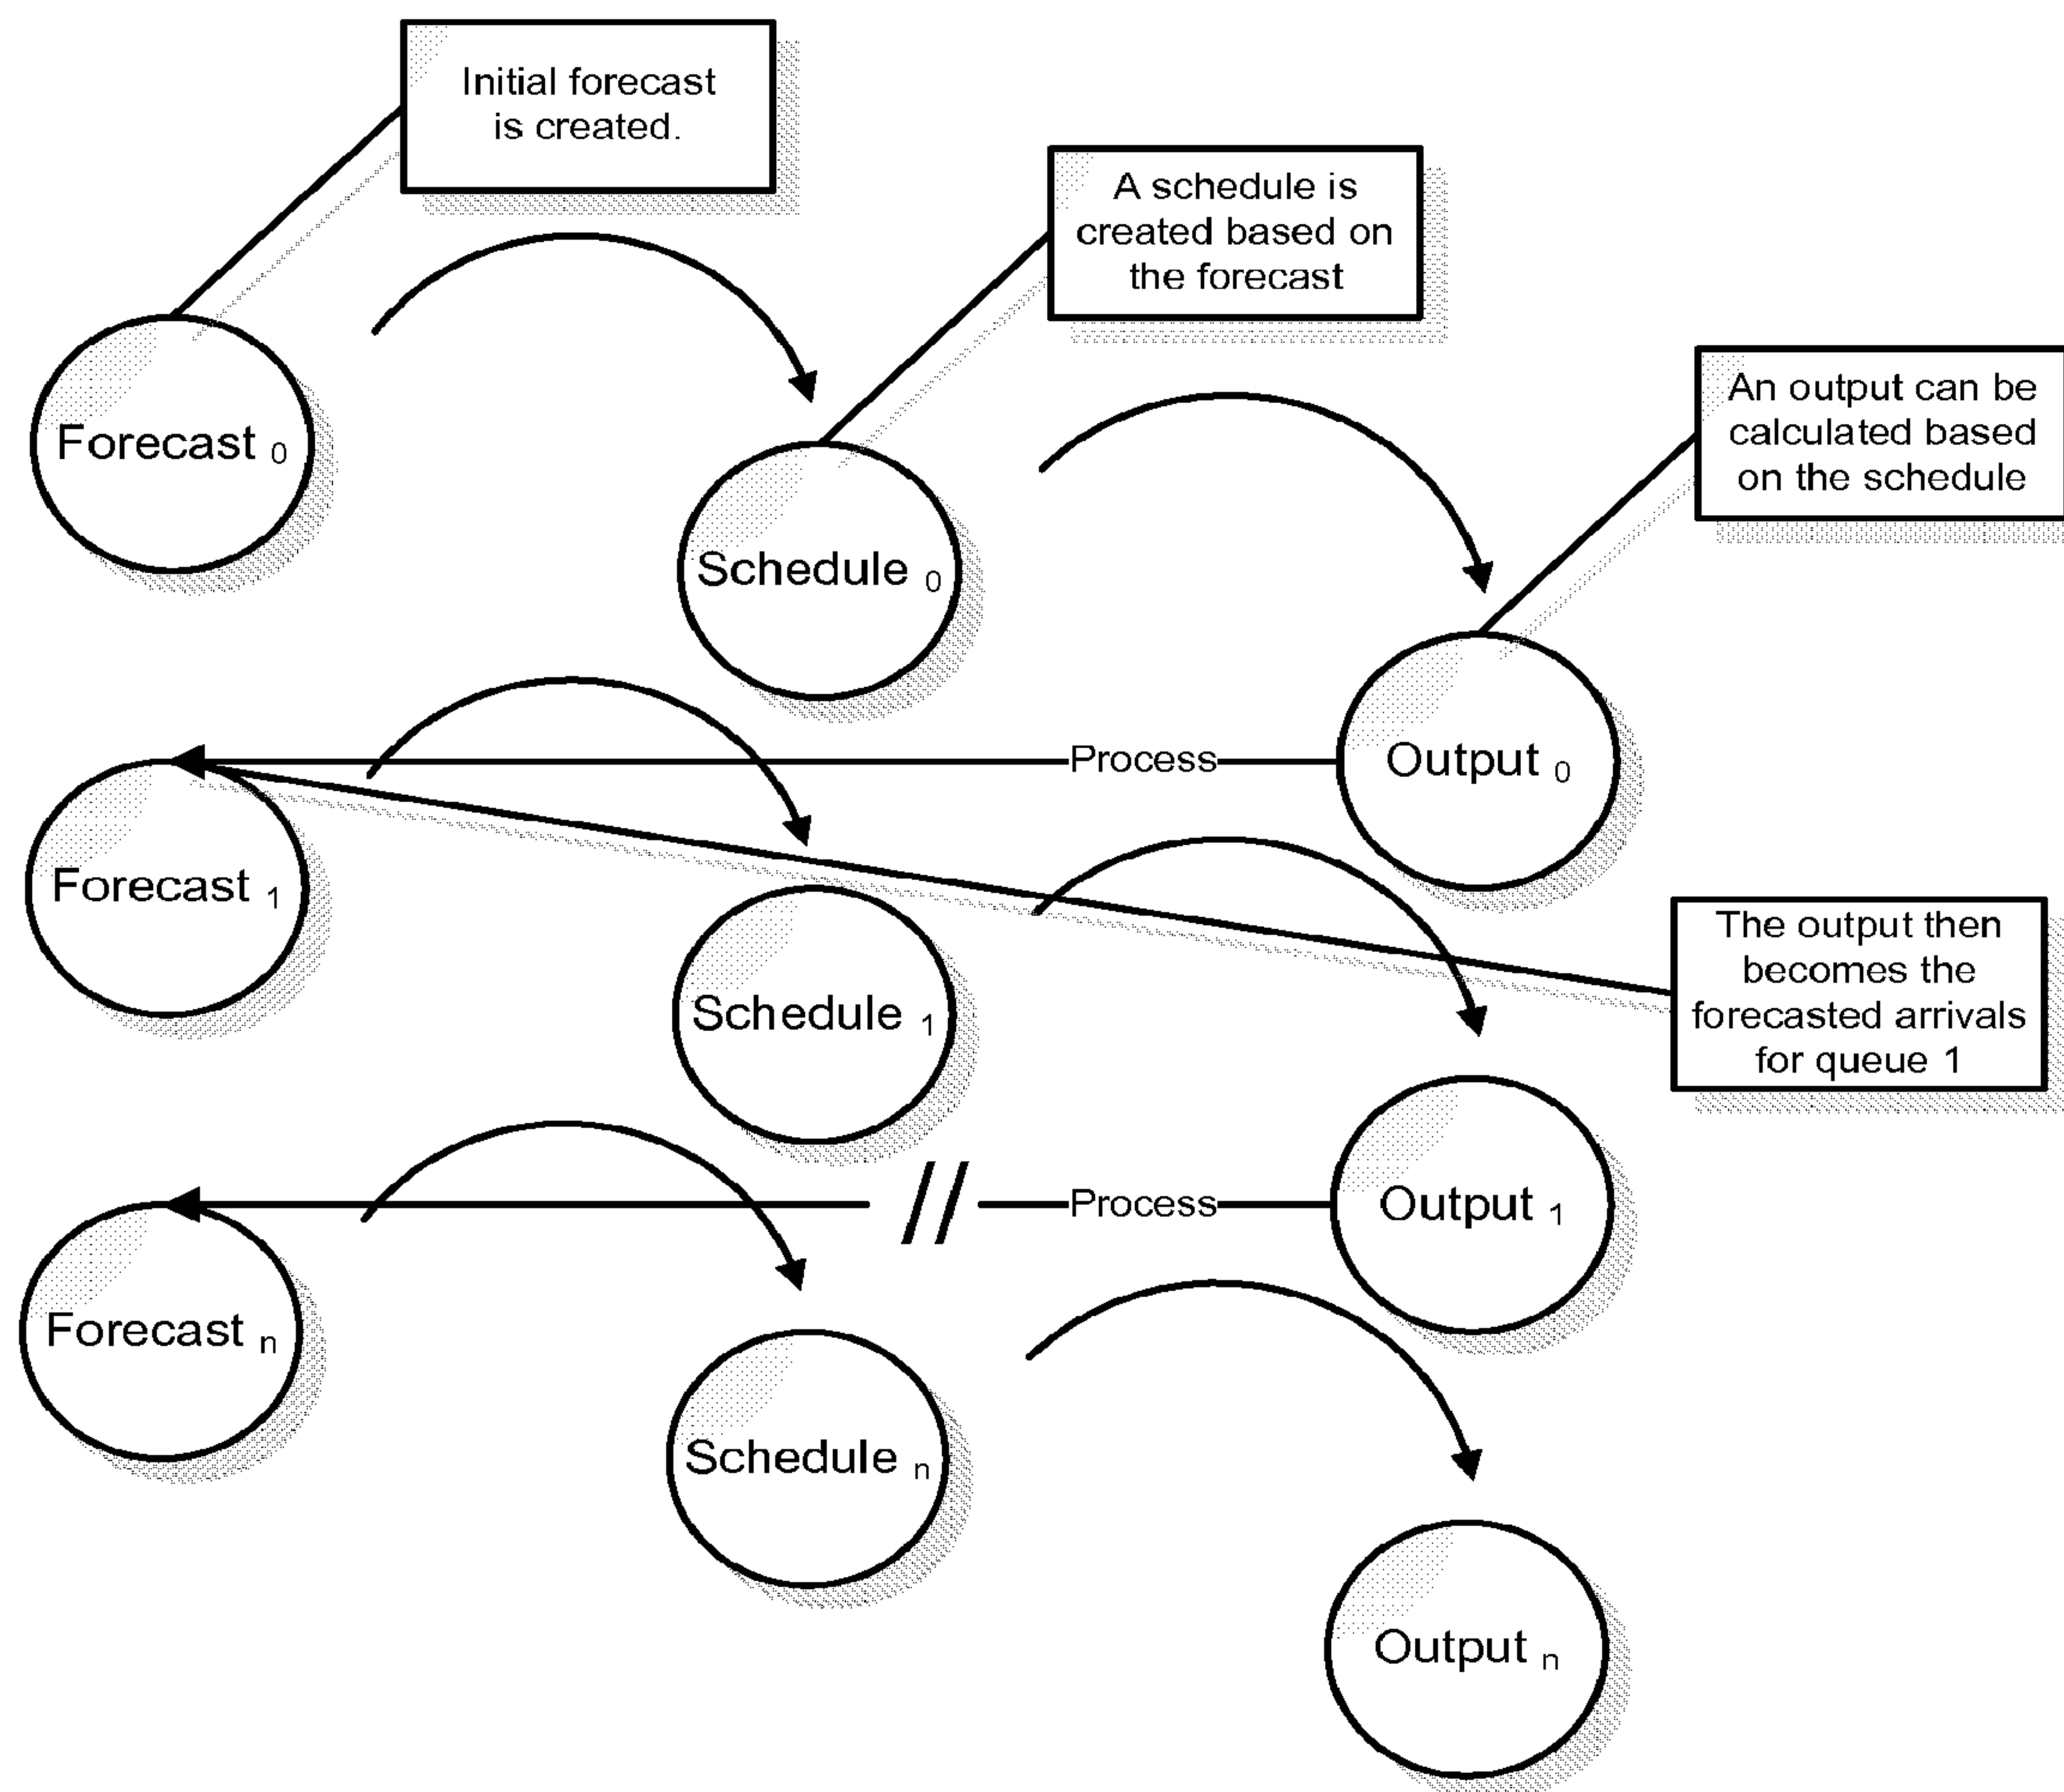 Initial forecast
is created.
A schedule is
created based on
the forecast
An output can be
calculated based
on the schedule
Forecast 0
Schedule 0
Process
Output 0
Forecast 1
The output then
becomes the
forecasted arrivals
for queue 1
Schedule 1
Process
Output 1
//
Forecast n
Schedule n
Output n